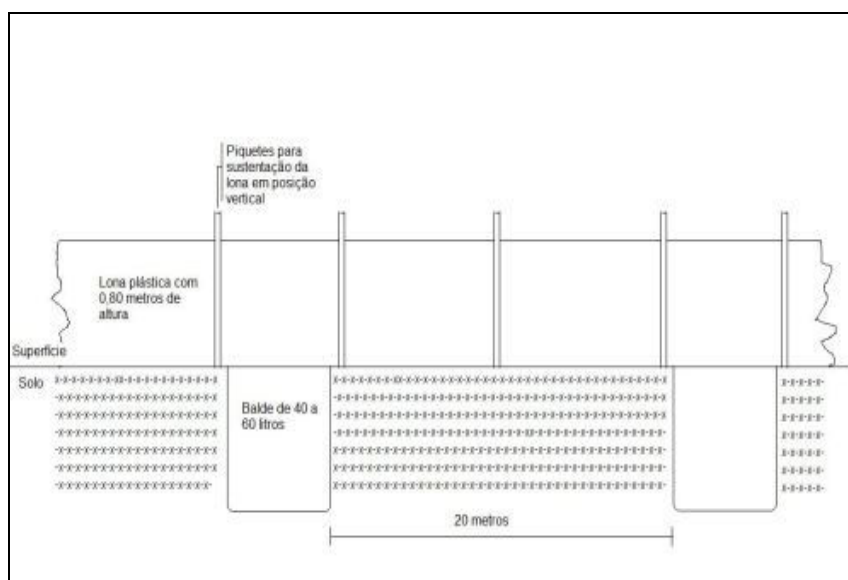 Piquetes para
sustentação da
lona em posição
vertical
Lona plástica com
0,80 metros de
altura
Superfície
Solo
Balde de 40 a
60 litros
20 metros